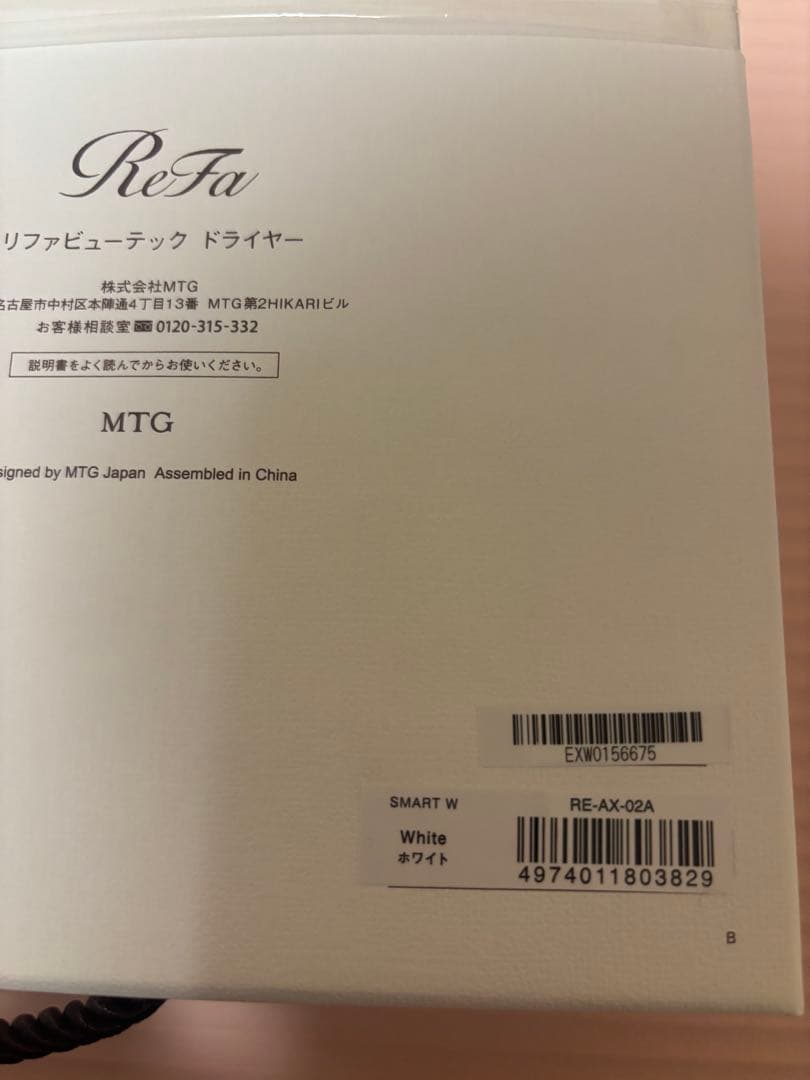 ReFa
リファビューテック ドライヤー
株式会社MTG
名古屋市中村区本陣通4丁目13番 MTG第2HIKARIビル
お客様相談室 0120-315-332
説明書をよく読んでからお使いください。
MTG
signed by MTG Japan Assembled in China
EXW0156675
SMART W
RE-AX-02A
White
ホワイト
4974011803829
B